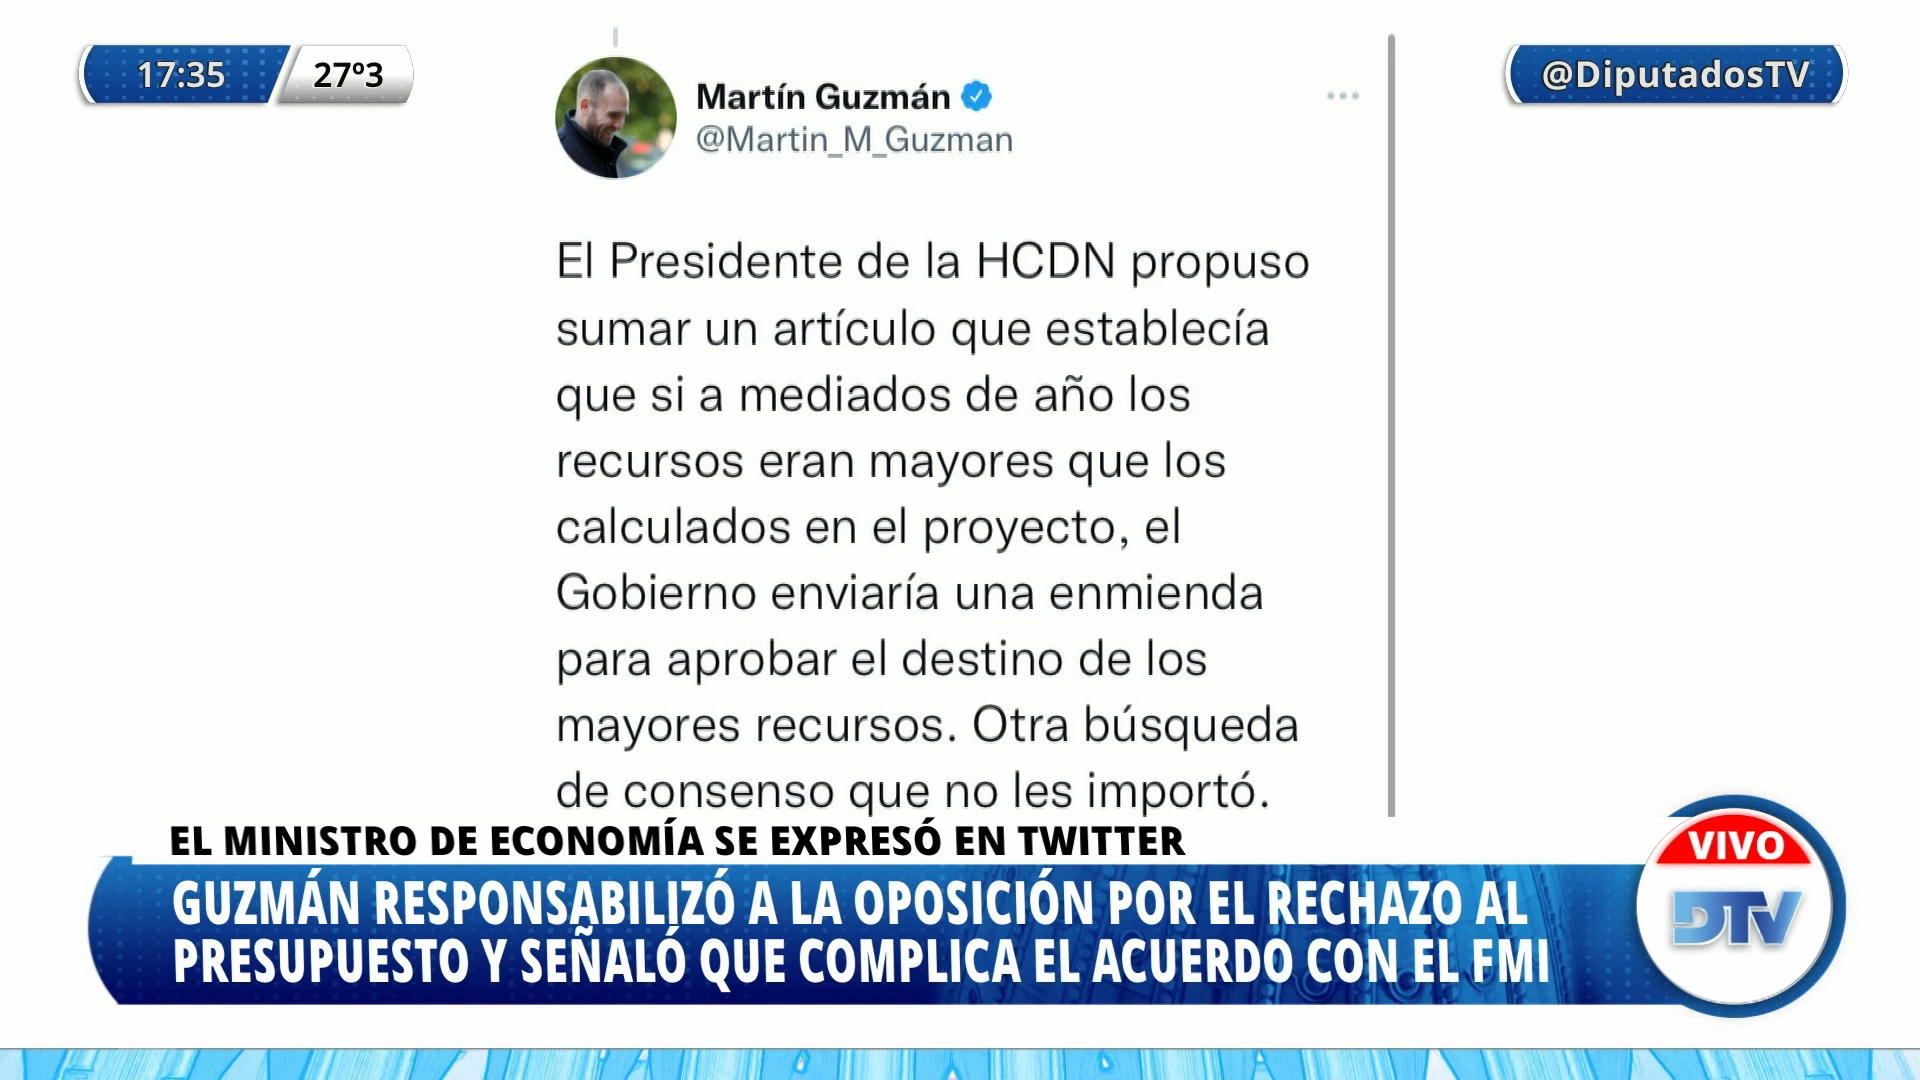 17:35
27º3
@DiputadosTV
Martín Guzmán
@Martin_M_Guzman
El Presidente de la HCDN propuso
sumar un artículo que establecía
que si a mediados de año los
recursos eran mayores que los
calculados en el proyecto, el
Gobierno enviaría una enmienda
para aprobar el destino de los
mayores recursos. Otra búsqueda
de consenso que no les importó.
EL MINISTRO DE ECONOMÍA SE EXPRESÓ EN TWITTER
GUZMÁN RESPONSABILIZÓ A LA OPOSICIÓN POR EL RECHAZO AL
PRESUPUESTO Y SEÑALÓ QUE COMPLICA EL ACUERDO CON EL FMI
VIVO
DTV